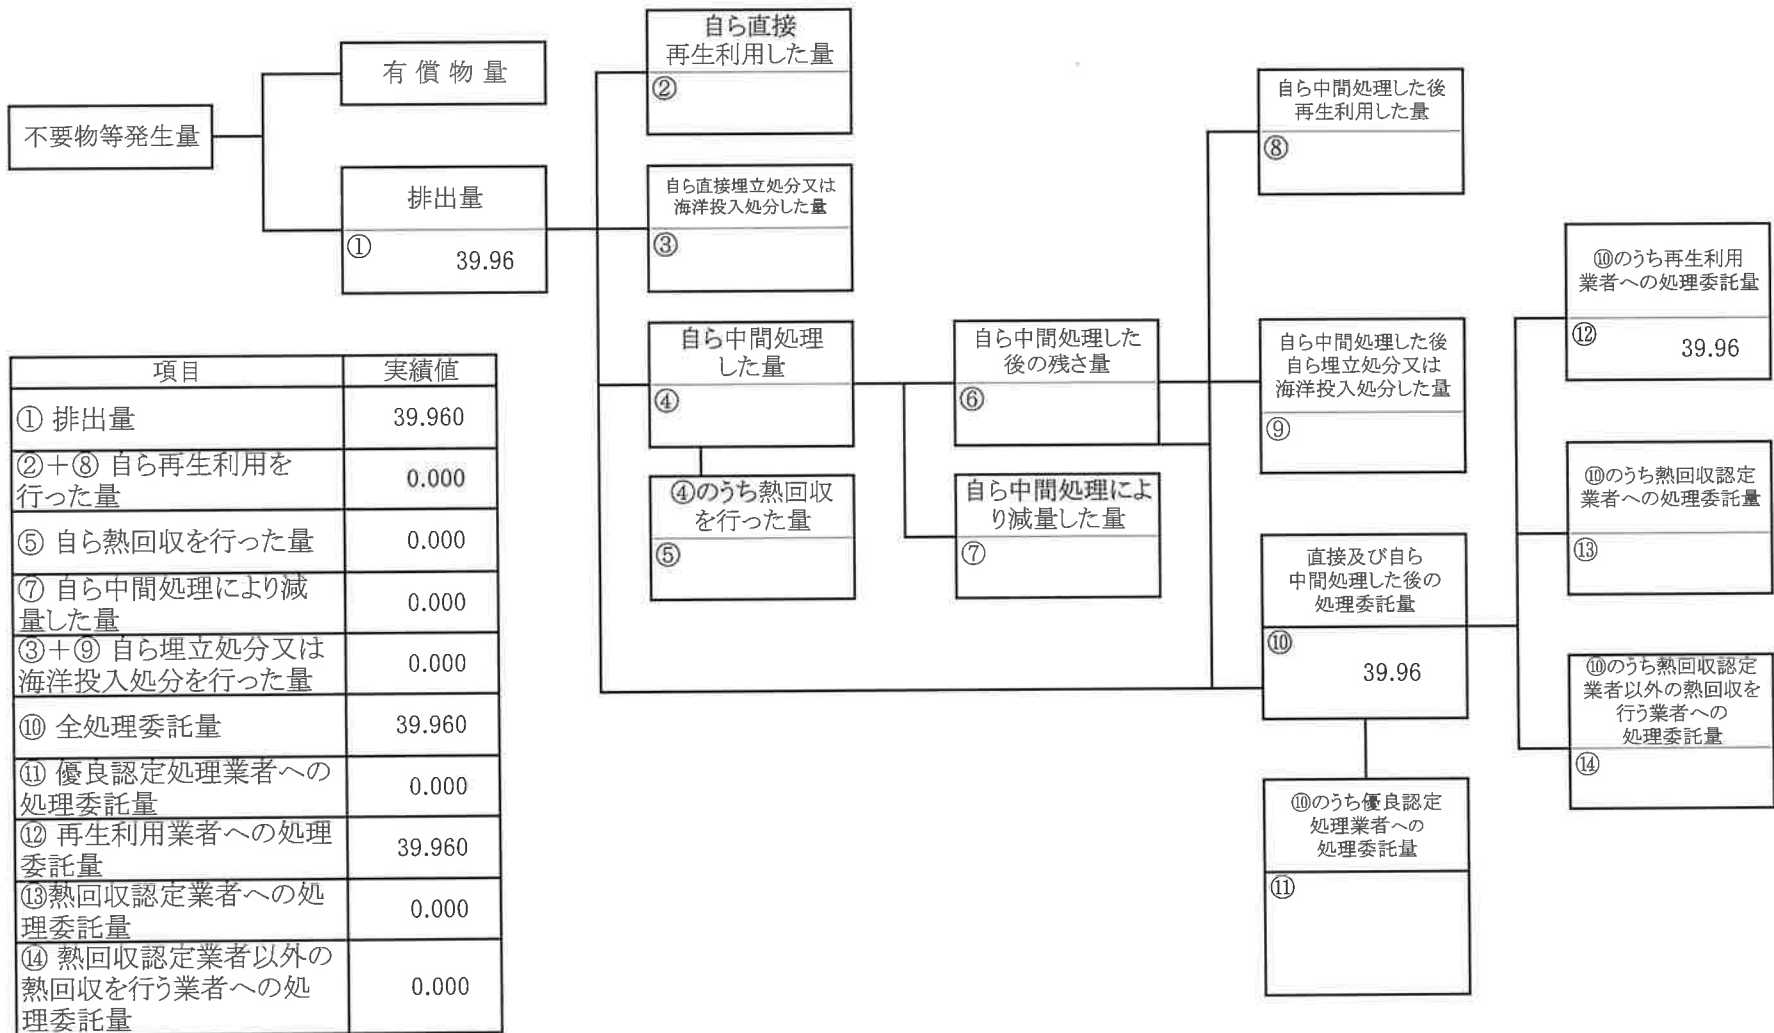 不要物等発生量
有償物量
排出量
①
39.96
自ら直接
再生利用した量
②
自ら直接埋立処分又は
海洋投入処分した量
③
自ら中間処理
した量
④
④のうち熱回収
を行った量
⑤
自ら中間処理した
後の残さ量
⑥
自ら中間処理によ
り減量した量
⑦
自ら中間処理した後
再生利用した量
⑧
自ら中間処理した後
自ら埋立処分又は
海洋投入処分した量
⑨
直接及び自ら
中間処理した後の
処理委託量
⑩
39.96
⑩のうち優良認定
処理業者への
処理委託量
⑪
⑩のうち再生利用
業者への処理委託量
⑫
39.96
⑩のうち熱回収認定
業者への処理委託量
⑬
⑩のうち熱回収認定
業者以外の熱回収を
行う業者への
処理委託量
⑭
項目 実績値
① 排出量 39.960
②+⑧ 自ら再生利用を
行った量 0.000
⑤ 自ら熱回収を行った量 0.000
⑦ 自ら中間処理により減
量した量 0.000
③+⑨ 自ら埋立処分又は
海洋投入処分を行った量 0.000
⑩ 全処理委託量 39.960
⑪ 優良認定処理業者への
処理委託量 0.000
⑫ 再生利用業者への処理
委託量 39.960
⑬熱回収認定業者への処
理委託量 0.000
⑭ 熱回収認定業者以外の
熱回収を行う業者への処
理委託量 0.000